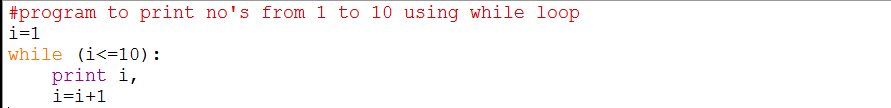 #program to print no's from 1 to 10 using while loop
i=1
while (i<=10):
    print i,
    i=i+1